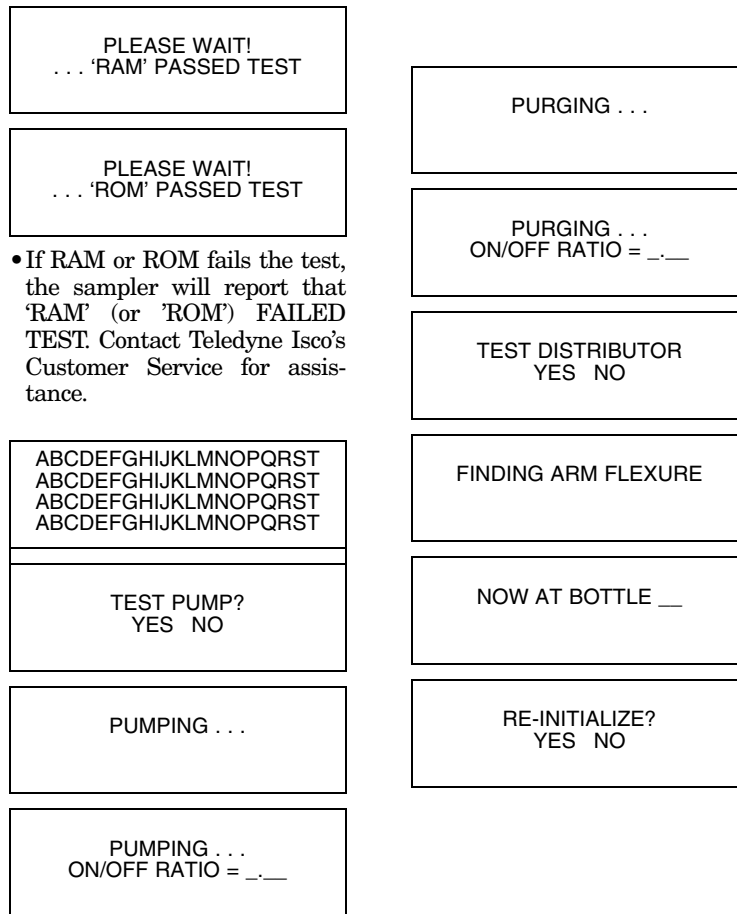 PLEASE WAIT!
. . . ‘RAM’ PASSED TEST
PLEASE WAIT!
. . . ‘ROM’ PASSED TEST
• If RAM or ROM fails the test,
the sampler will report that
‘RAM’ (or ’ROM’) FAILED
TEST. Contact Teledyne Isco’s
Customer Service for assis-
tance.
ABCDEFGHIJKLMNOPQRST
ABCDEFGHIJKLMNOPQRST
ABCDEFGHIJKLMNOPQRST
ABCDEFGHIJKLMNOPQRST
TEST PUMP?
YES NO
PUMPING . . .
PUMPING . . .
ON/OFF RATIO = _.__
PURGING . . .
PURGING . . .
ON/OFF RATIO = _.__
TEST DISTRIBUTOR
YES NO
FINDING ARM FLEXURE
NOW AT BOTTLE __
RE-INITIALIZE?
YES NO